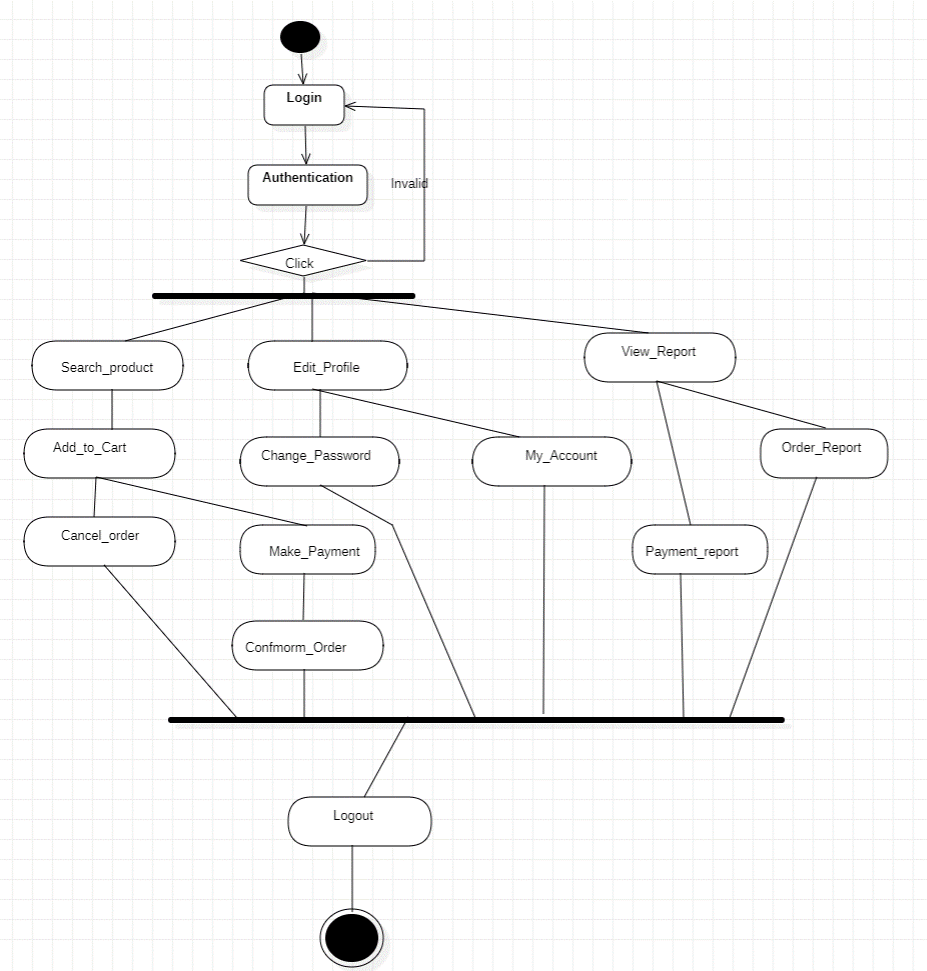 Login
Authentication
Invalid
Click
Search_product
Edit_Profile
View_Report
Add_to_Cart
Change_Password
My_Account
Order_Report
Cancel_order
Make_Payment
Payment_report
Confmorm_Order
Logout